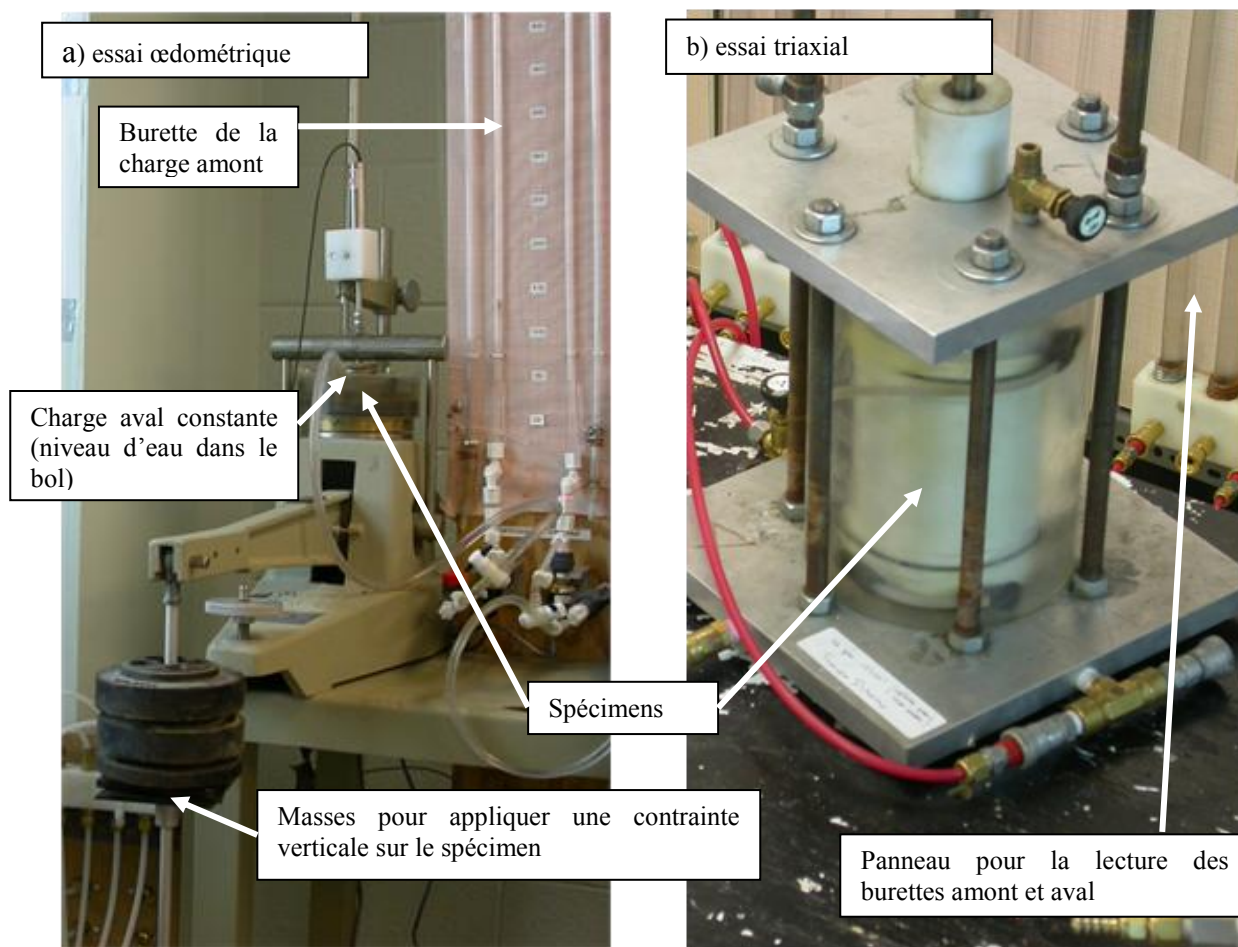 a) essai œdométrique
b) essai triaxial
Burette de la
charge amont
Charge aval constante
(niveau d'eau dans le
bol)
Spécimens
Masses pour appliquer une contrainte
verticale sur le spécimen
Panneau pour la lecture des
burettes amont et aval